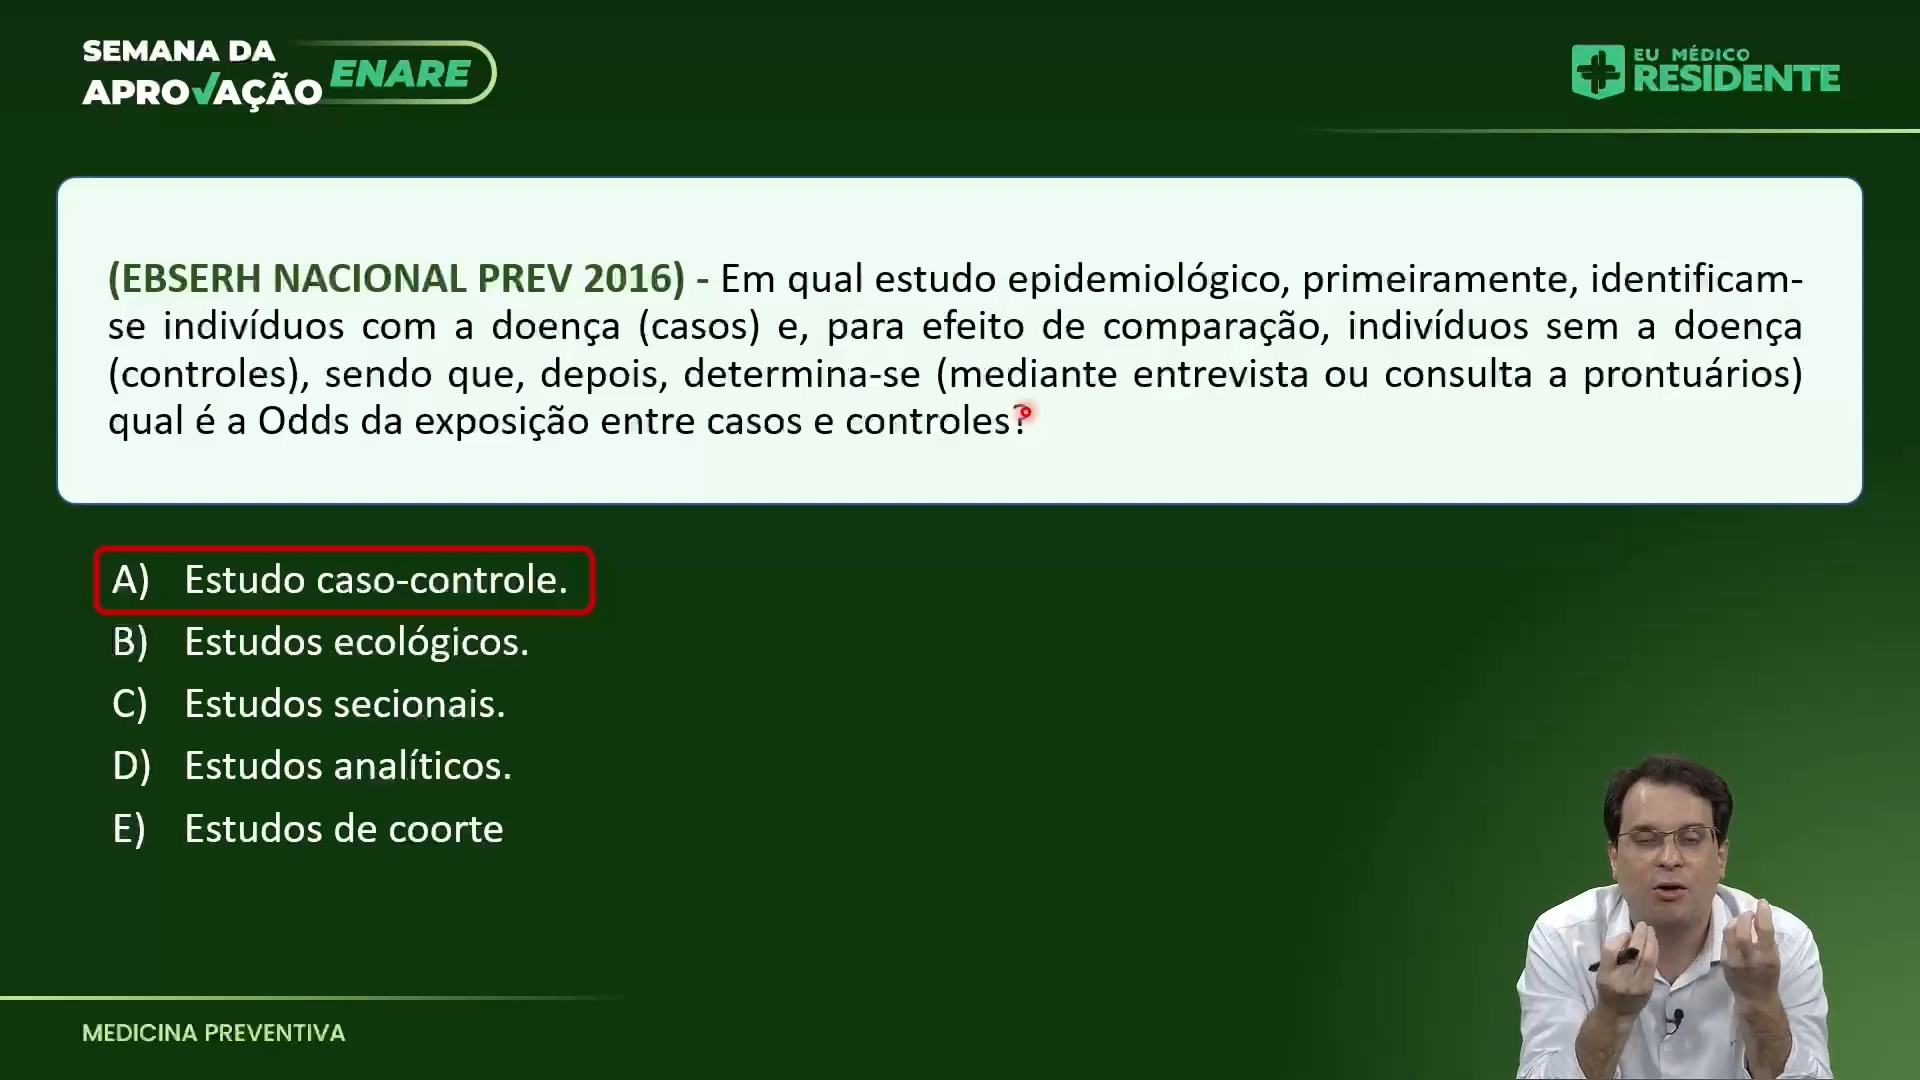 SEMANA DA
APROVAÇÃO ENARE
EU MÉDICO
RESIDENTE
(EBSERH NACIONAL PREV 2016) - Em qual estudo epidemiológico, primeiramente, identificam-
se indivíduos com a doença (casos) e, para efeito de comparação, indivíduos sem a doença
(controles), sendo que, depois, determina-se (mediante entrevista ou consulta a prontuários)
qual é a Odds da exposição entre casos e controles?
A) Estudo caso-controle.
B) Estudos ecológicos.
C) Estudos secionais.
D) Estudos analíticos.
E) Estudos de coorte
MEDICINA PREVENTIVA